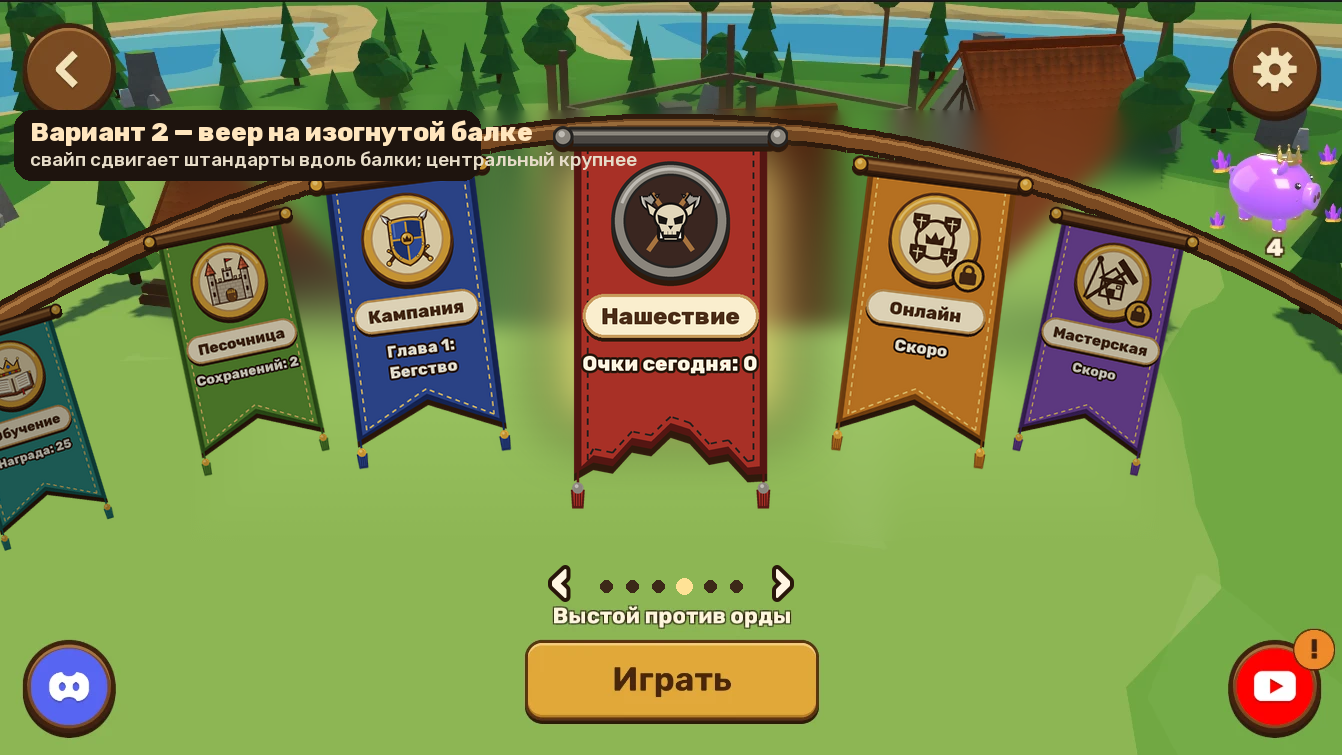 Вариант 2 — веер на изогнутой балке
свайп сдвигает штандарты вдоль балки; центральный крупнее
4
Обучение
Награда: 25
Песочница
Сохранений: 2
Кампания
Глава 1:
Бегство
Нашествие
Очки сегодня: 0
Онлайн
Скоро
Мастерская
Скоро
Выстой против орды
Играть
!